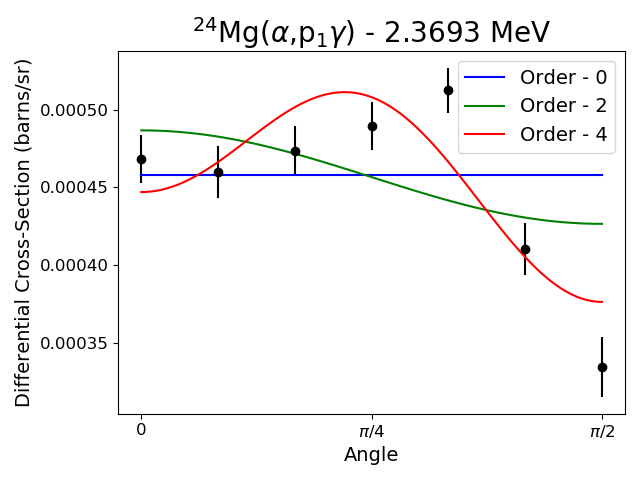 ²⁴Mg(α,p₁γ) - 2.3693 MeV
Order - 0
Order - 2
Order - 4
Differential Cross-Section (barns/sr)
0.00050
0.00045
0.00040
0.00035
0
π/4
π/2
Angle